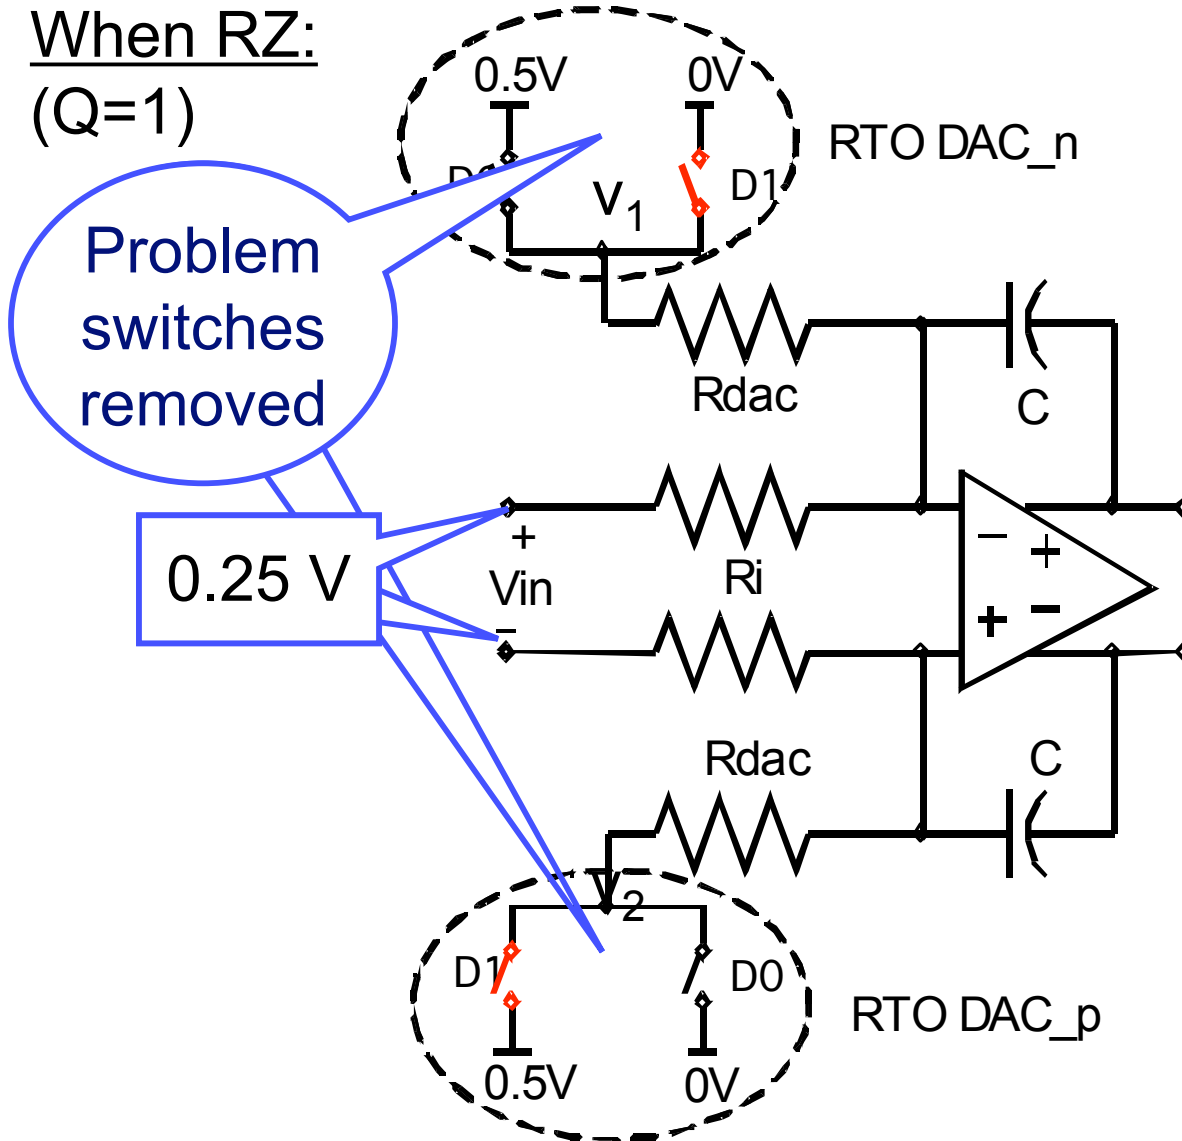 When RZ:
(Q=1)
0.5V
0V
RTO DAC_n
D1
V1
Problem
switches
removed
Rdac
C
0.25 V
+
Vin
−
Ri
− +
+ −
Rdac
C
V2
D1
D0
RTO DAC_p
0.5V
0V